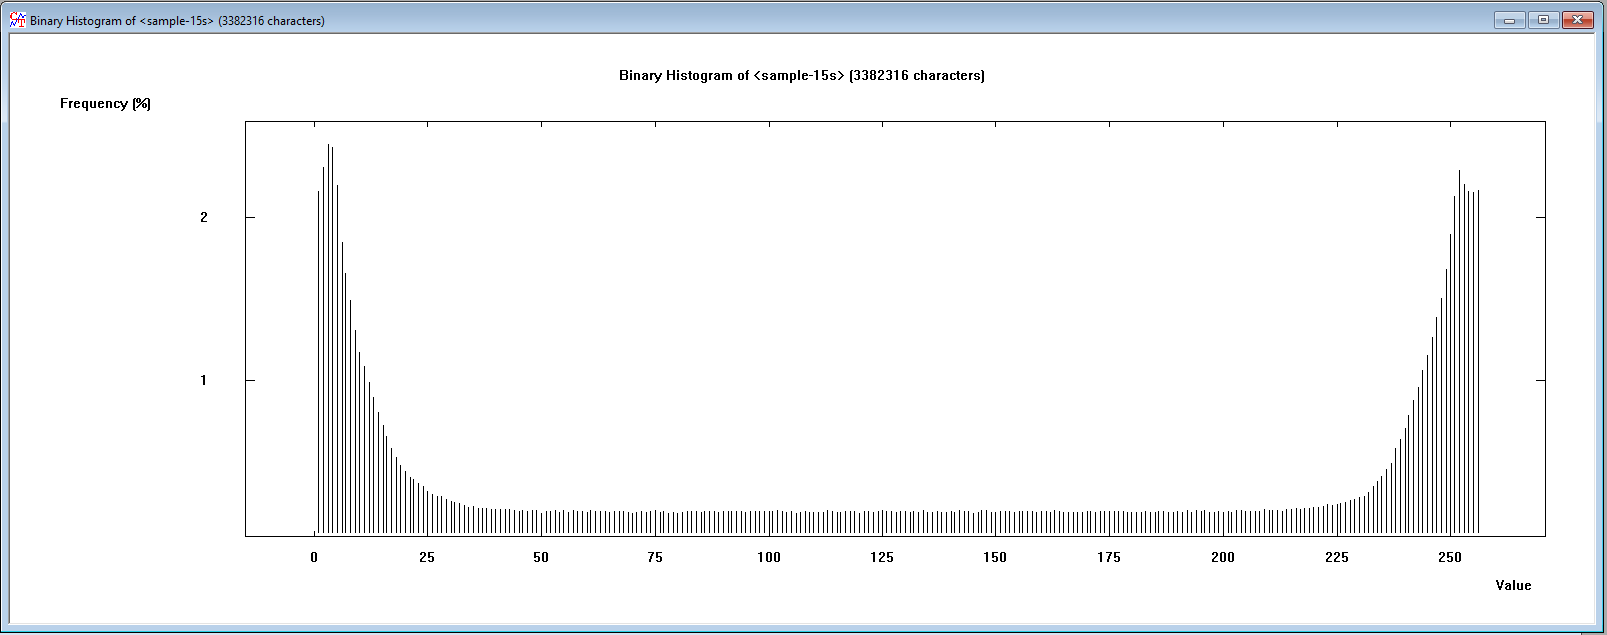 Binary Histogram of <sample-15s> (3382316 characters)
Binary Histogram of <sample-15s> (3382316 characters)
Frequency (%)
2
1
0 25 50 75 100 125 150 175 200 225 250
Value